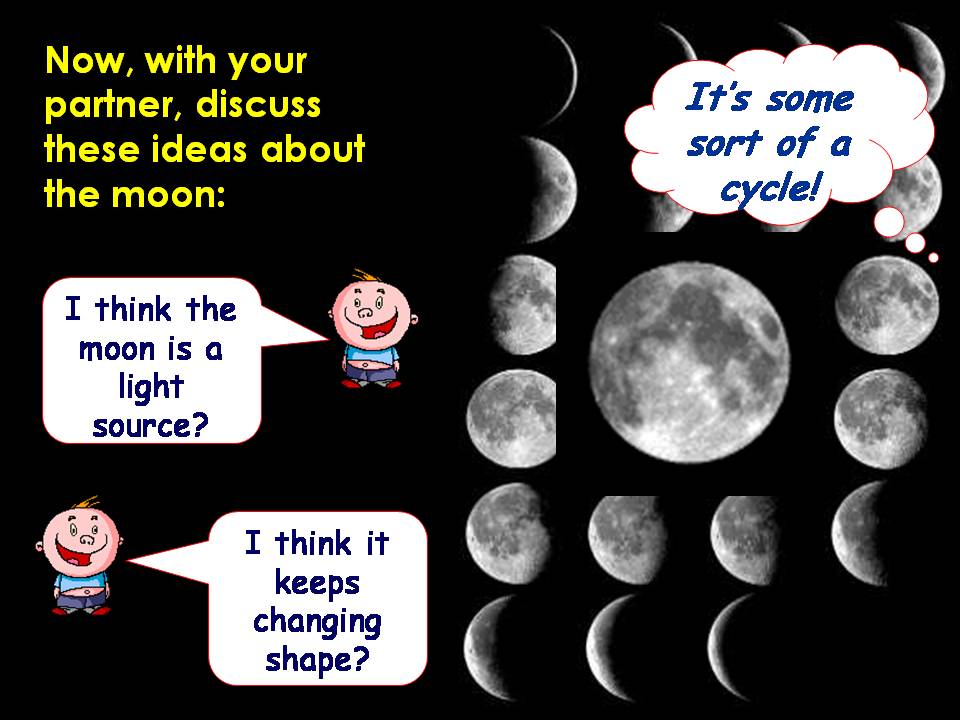 Now, with your
partner, discuss
these ideas about
the moon:
It's some
sort of a
cycle!
I think the
moon is a
light
source?
I think it
keeps
changing
shape?